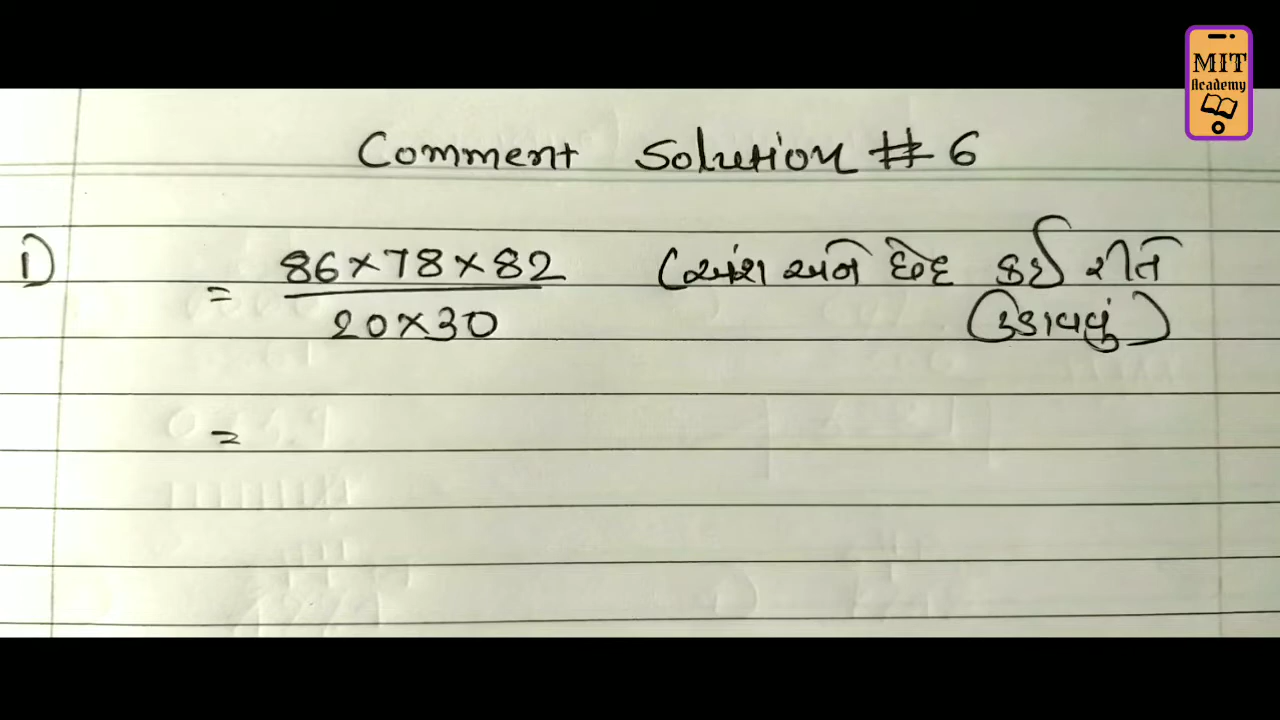 MIT
Academy
Comment Solution # 6
1) = 86×78×82 (અંશ અને છેદ કઈ રીતે
20×30 ઉડાવવું)
=